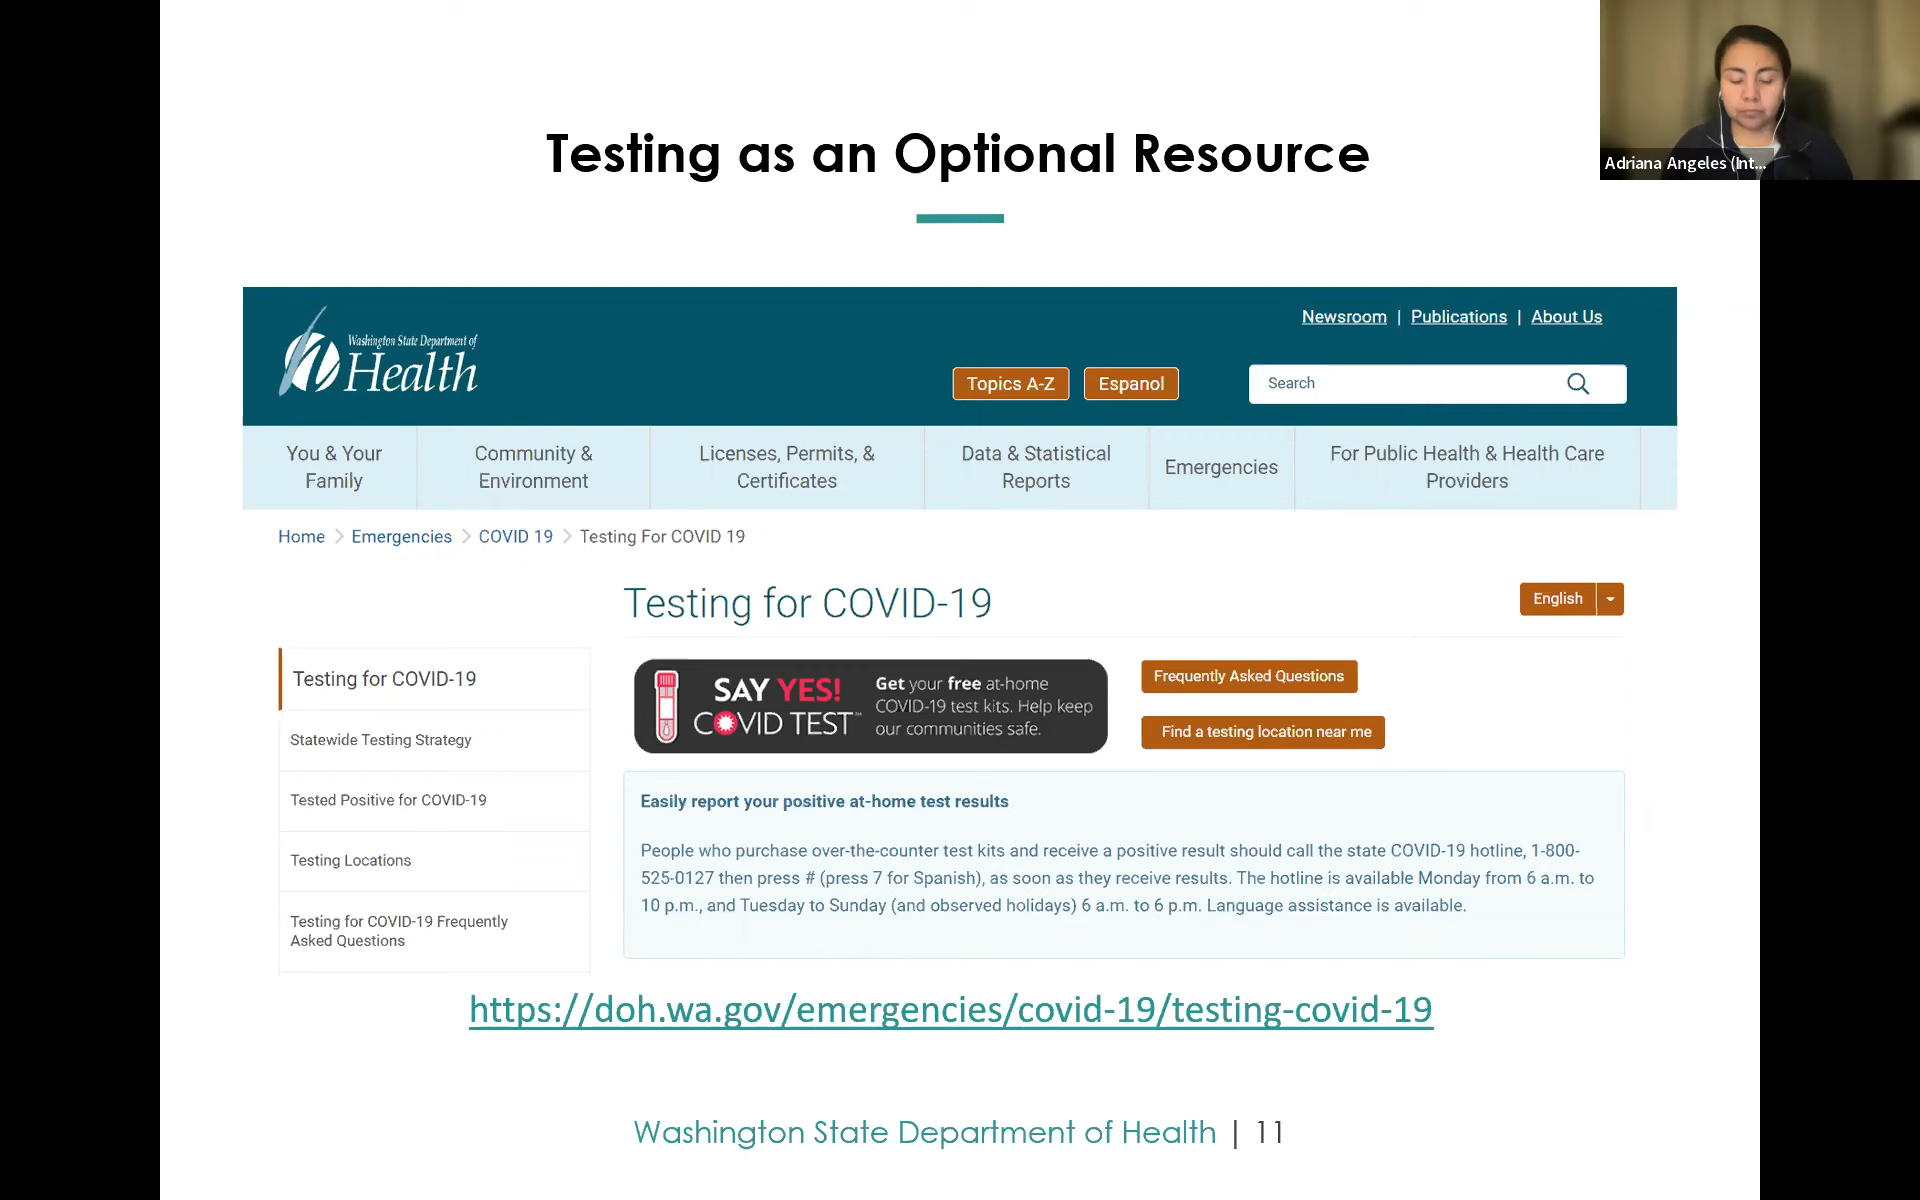 Testing as an Optional Resource
Adriana Angeles (Int...
Washington State Department of
Health
Newsroom | Publications | About Us
Topics A-Z
Espanol
Search
You & Your
Family
Community &
Environment
Licenses, Permits, &
Certificates
Data & Statistical
Reports
Emergencies
For Public Health & Health Care
Providers
Home > Emergencies > COVID 19 > Testing For COVID 19
Testing for COVID-19
English
Testing for COVID-19
Statewide Testing Strategy
Tested Positive for COVID-19
Testing Locations
Testing for COVID-19 Frequently
Asked Questions
SAY YES!
COVID TEST™
Get your free at-home
COVID-19 test kits. Help keep
our communities safe.
Frequently Asked Questions
Find a testing location near me
Easily report your positive at-home test results
People who purchase over-the-counter test kits and receive a positive result should call the state COVID-19 hotline, 1-800-
525-0127 then press # (press 7 for Spanish), as soon as they receive results. The hotline is available Monday from 6 a.m. to
10 p.m., and Tuesday to Sunday (and observed holidays) 6 a.m. to 6 p.m. Language assistance is available.
https://doh.wa.gov/emergencies/covid-19/testing-covid-19
Washington State Department of Health | 11